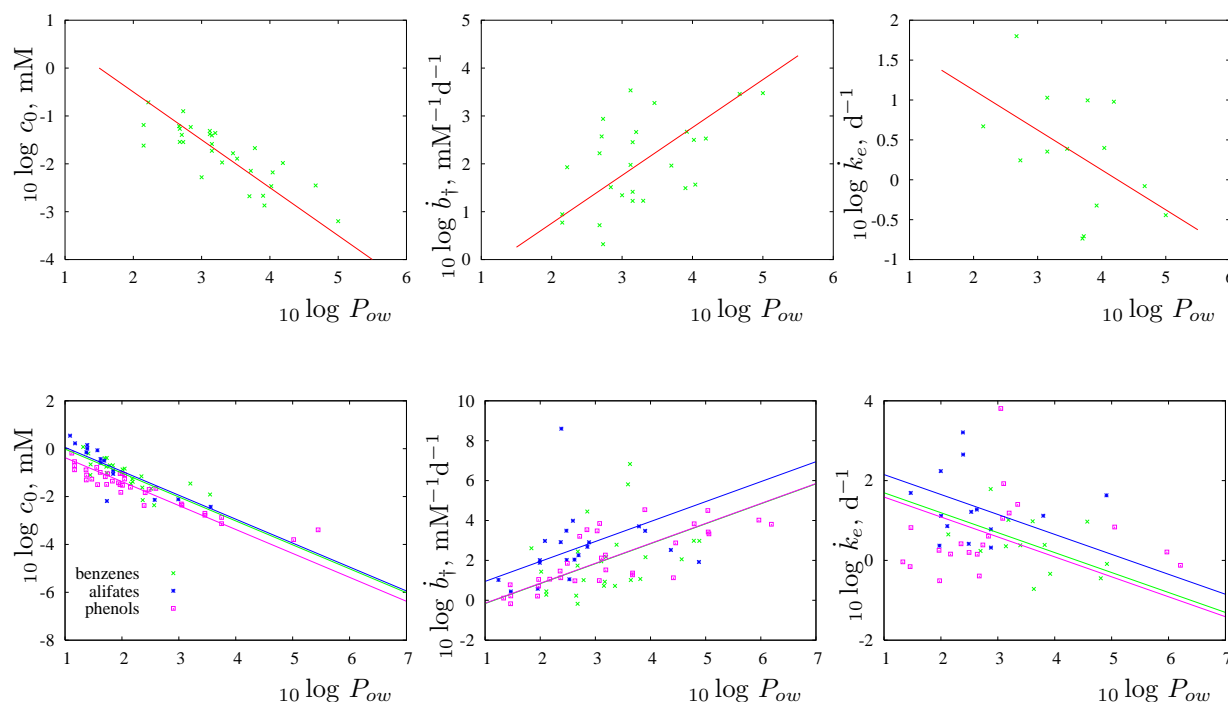 10 log c0, mM
1
0
-1
-2
-3
-4
1 2 3 4 5 6
10 log Pow
10 log ḃ†, mM−1d−1
5
4
3
2
1
0
1 2 3 4 5 6
10 log Pow
10 log k̇e, d−1
2
1.5
1
0.5
0
-0.5
-1
1 2 3 4 5 6
10 log Pow
10 log c0, mM
2
0
-2
-4
-6
-8
benzenes
alifates
phenols
1 2 3 4 5 6 7
10 log Pow
10 log ḃ†, mM−1d−1
10
8
6
4
2
0
-2
1 2 3 4 5 6 7
10 log Pow
10 log k̇e, d−1
4
2
0
-2
1 2 3 4 5 6 7
10 log Pow